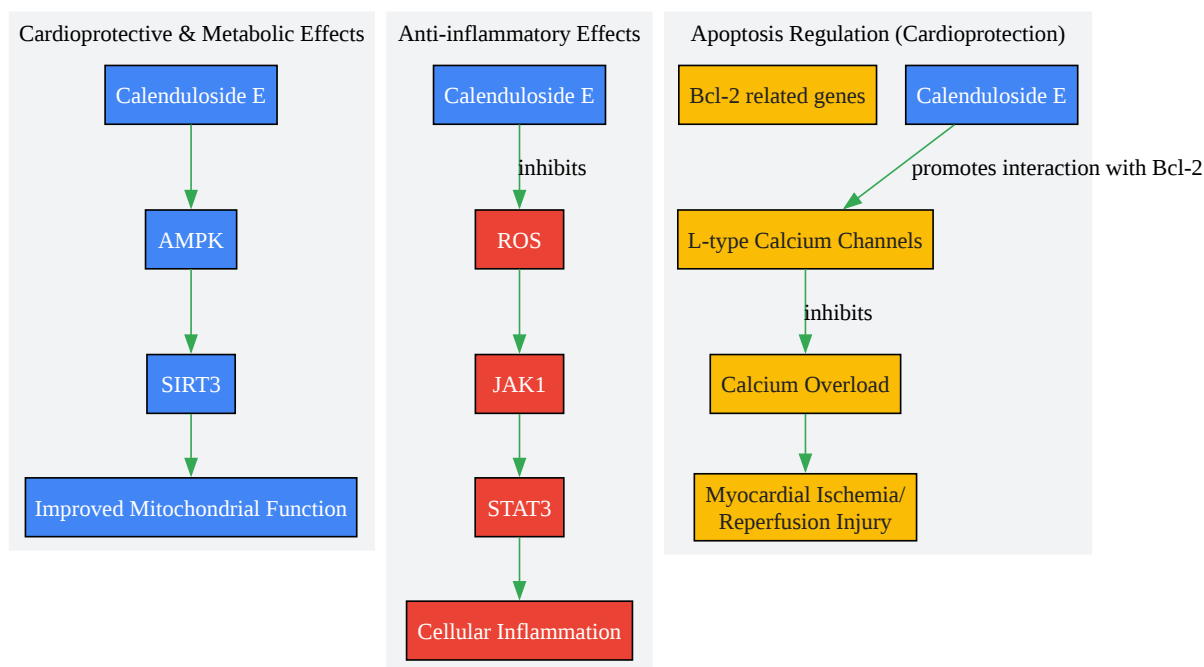 Cardioprotective & Metabolic Effects
Calenduloside E
AMPK
SIRT3
Improved Mitochondrial Function
Anti-inflammatory Effects
Calenduloside E
inhibits
ROS
JAK1
STAT3
Cellular Inflammation
Apoptosis Regulation (Cardioprotection)
Bcl-2 related genes
Calenduloside E
promotes interaction with Bcl-2
L-type Calcium Channels
inhibits
Calcium Overload
Myocardial Ischemia/
Reperfusion Injury